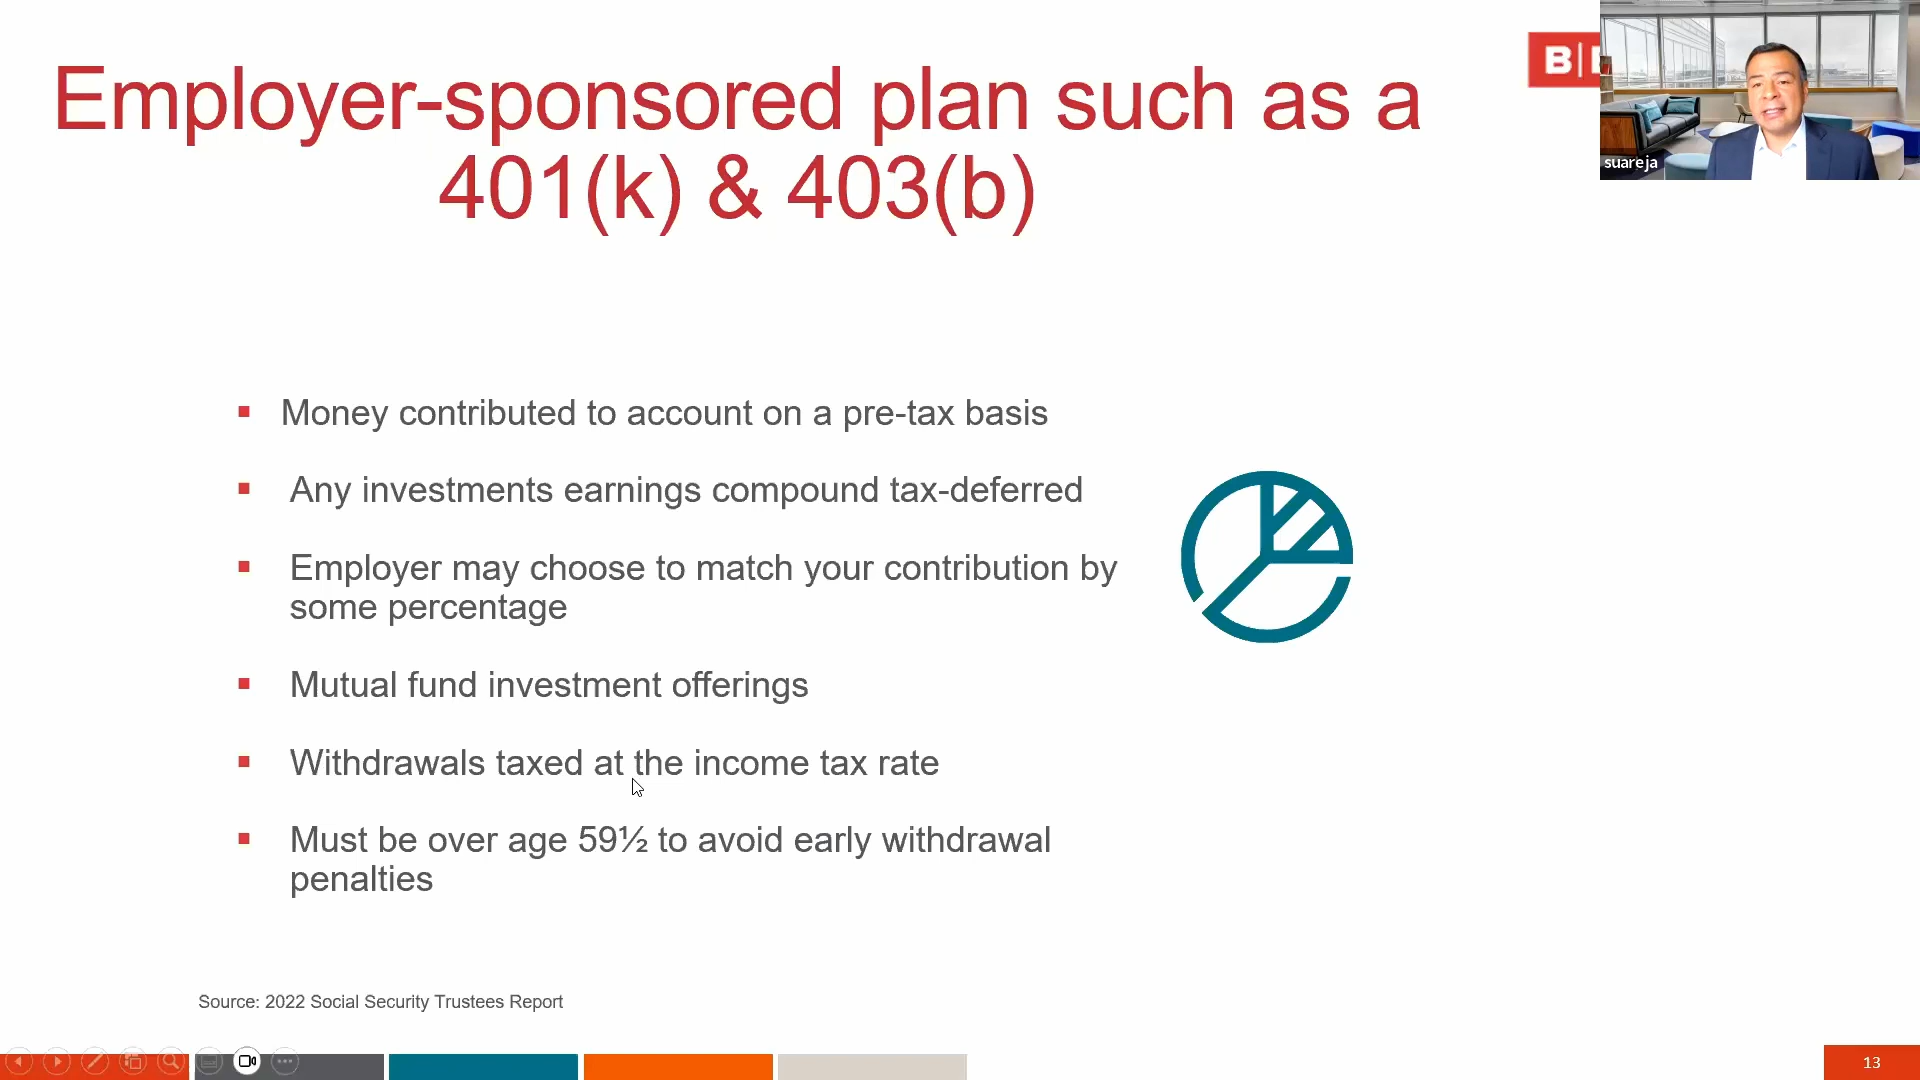 Employer-sponsored plan such as a
401(k) & 403(b)
B|
suareja
Money contributed to account on a pre-tax basis
Any investments earnings compound tax-deferred
Employer may choose to match your contribution by
some percentage
Mutual fund investment offerings
Withdrawals taxed at the income tax rate
Must be over age 59½ to avoid early withdrawal
penalties
Source: 2022 Social Security Trustees Report
13